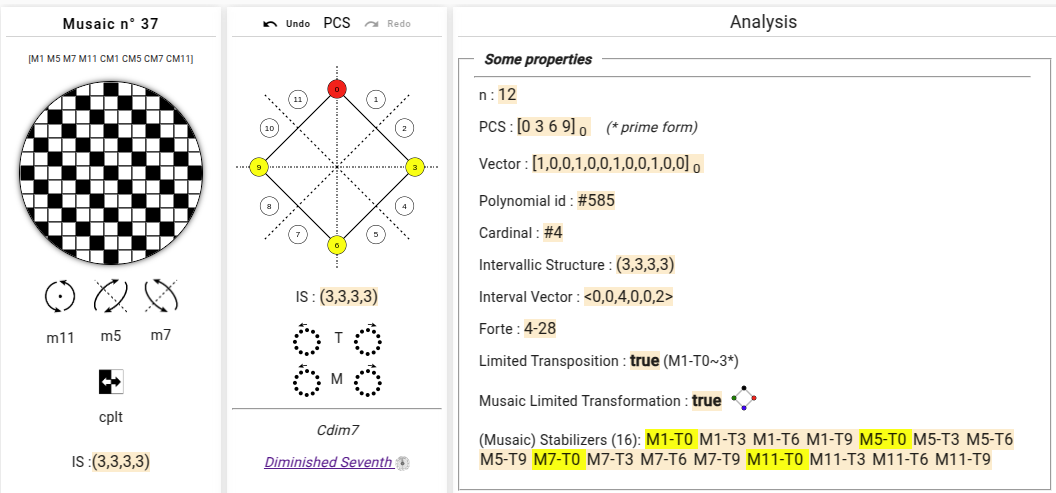 Musaic n° 37
[M1 M5 M7 M11 CM1 CM5 CM7 CM11]
m11 m5 m7
cplt
IS :(3,3,3,3)
Undo PCS Redo
0
11 1
10 2
9 3
8 4
7 5
6
IS : (3,3,3,3)
T
M
Cdim7
Diminished Seventh
Analysis
Some properties
n : 12
PCS : [0 3 6 9] 0 (* prime form)
Vector : [1,0,0,1,0,0,1,0,0,1,0,0] 0
Polynomial id : #585
Cardinal : #4
Intervallic Structure : (3,3,3,3)
Interval Vector : <0,0,4,0,0,2>
Forte : 4-28
Limited Transposition : true (M1-T0~3*)
Musaic Limited Transformation : true
(Musaic) Stabilizers (16): M1-T0 M1-T3 M1-T6 M1-T9 M5-T0 M5-T3 M5-T6
M5-T9 M7-T0 M7-T3 M7-T6 M7-T9 M11-T0 M11-T3 M11-T6 M11-T9